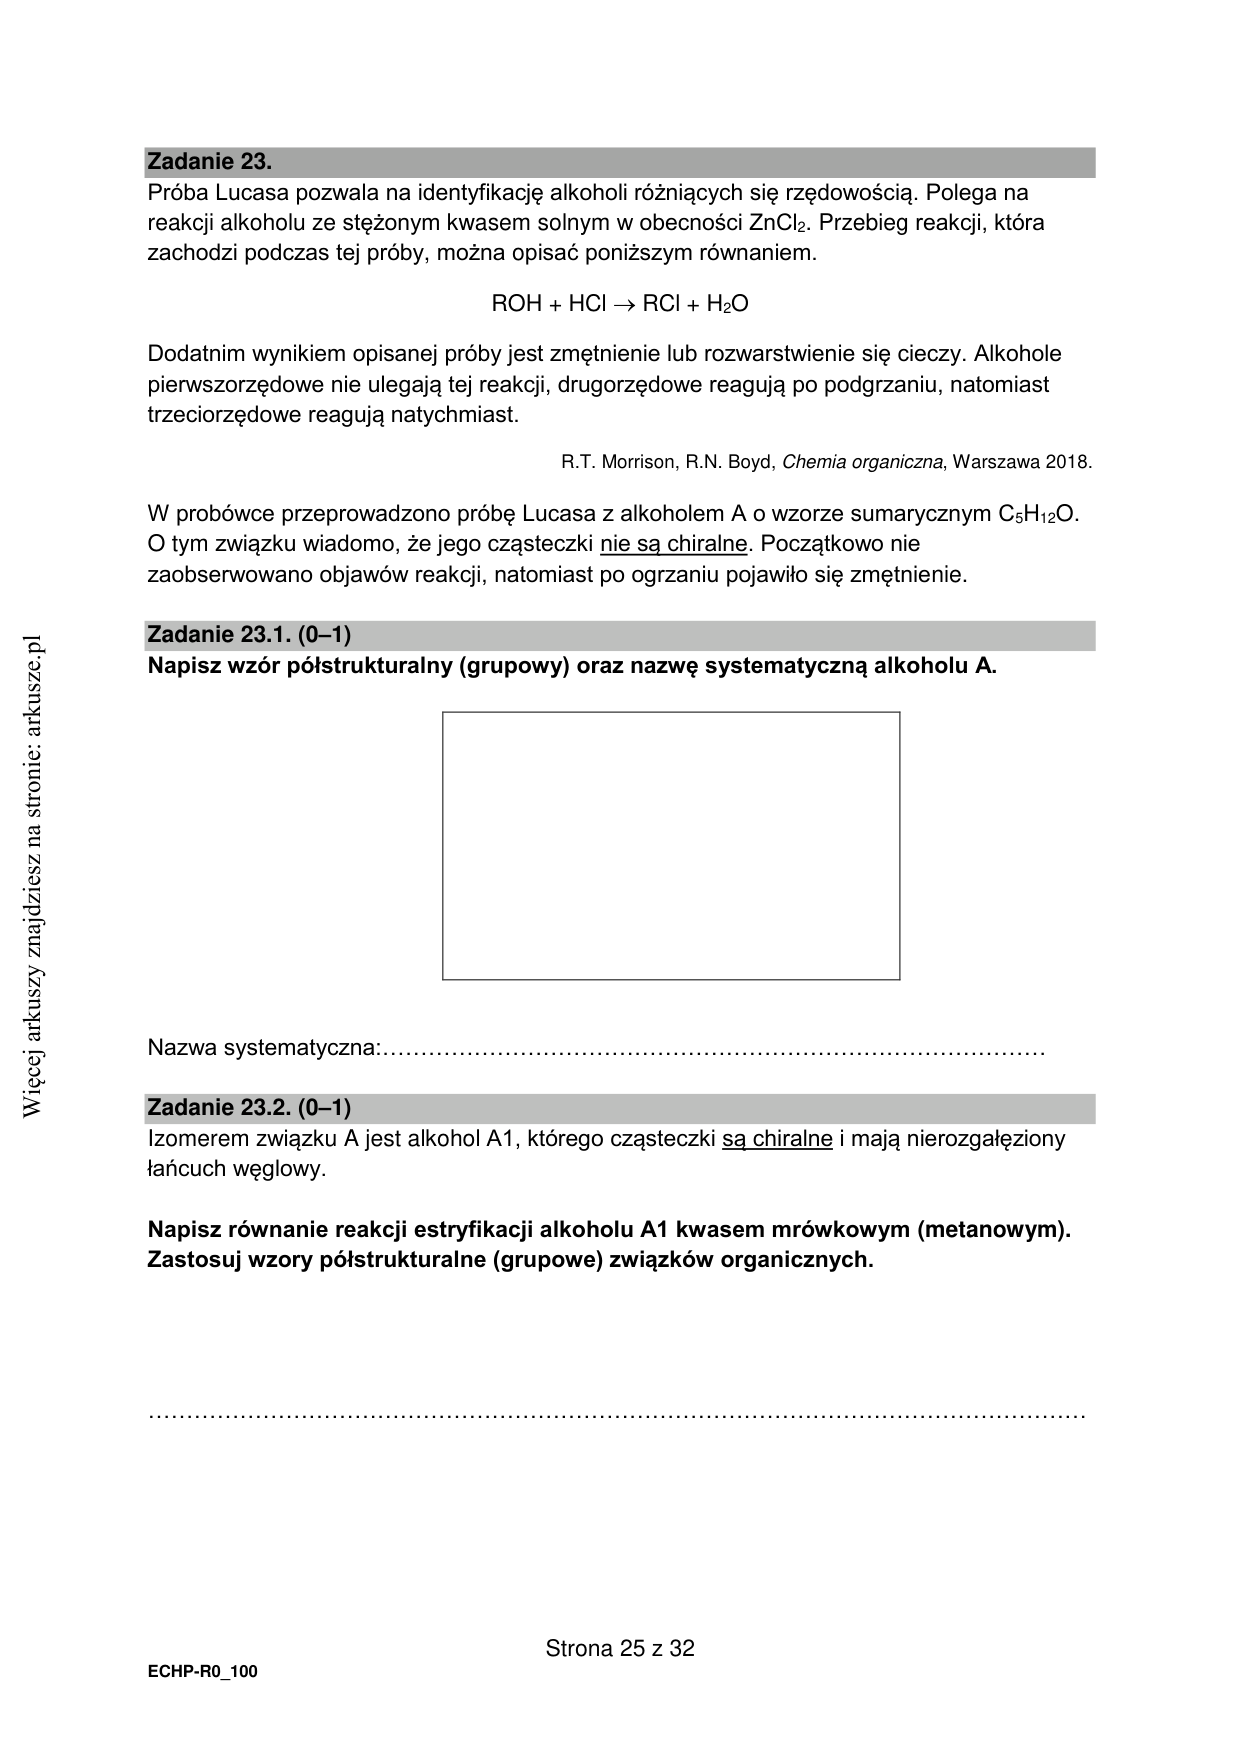 Zadanie 23.
Próba Lucasa pozwala na identyfikację alkoholi różniących się rzędowością. Polega na
reakcji alkoholu ze stężonym kwasem solnym w obecności ZnCl₂. Przebieg reakcji, która
zachodzi podczas tej próby, można opisać poniższym równaniem.
ROH + HCl → RCl + H₂O
Dodatnim wynikiem opisanej próby jest zmętnienie lub rozwarstwienie się cieczy. Alkohole
pierwszorzędowe nie ulegają tej reakcji, drugorzędowe reagują po podgrzaniu, natomiast
trzeciorzędowe reagują natychmiast.
R.T. Morrison, R.N. Boyd, Chemia organiczna, Warszawa 2018.
W probówce przeprowadzono próbę Lucasa z alkoholem A o wzorze sumarycznym C₅H₁₂O.
O tym związku wiadomo, że jego cząsteczki nie są chiralne. Początkowo nie
zaobserwowano objawów reakcji, natomiast po ogrzaniu pojawiło się zmętnienie.
Zadanie 23.1. (0–1)
Napisz wzór półstrukturalny (grupowy) oraz nazwę systematyczną alkoholu A.
Nazwa systematyczna:……………………………………………………………………………
Zadanie 23.2. (0–1)
Izomerem związku A jest alkohol A1, którego cząsteczki są chiralne i mają nierozgałęziony
łańcuch węglowy.
Napisz równanie reakcji estryfikacji alkoholu A1 kwasem mrówkowym (metanowym).
Zastosuj wzory półstrukturalne (grupowe) związków organicznych.
……………………………………………………………………………………………………………
Strona 25 z 32
ECHP-R0_100
Więcej arkuszy znajdziesz na stronie: arkusze.pl